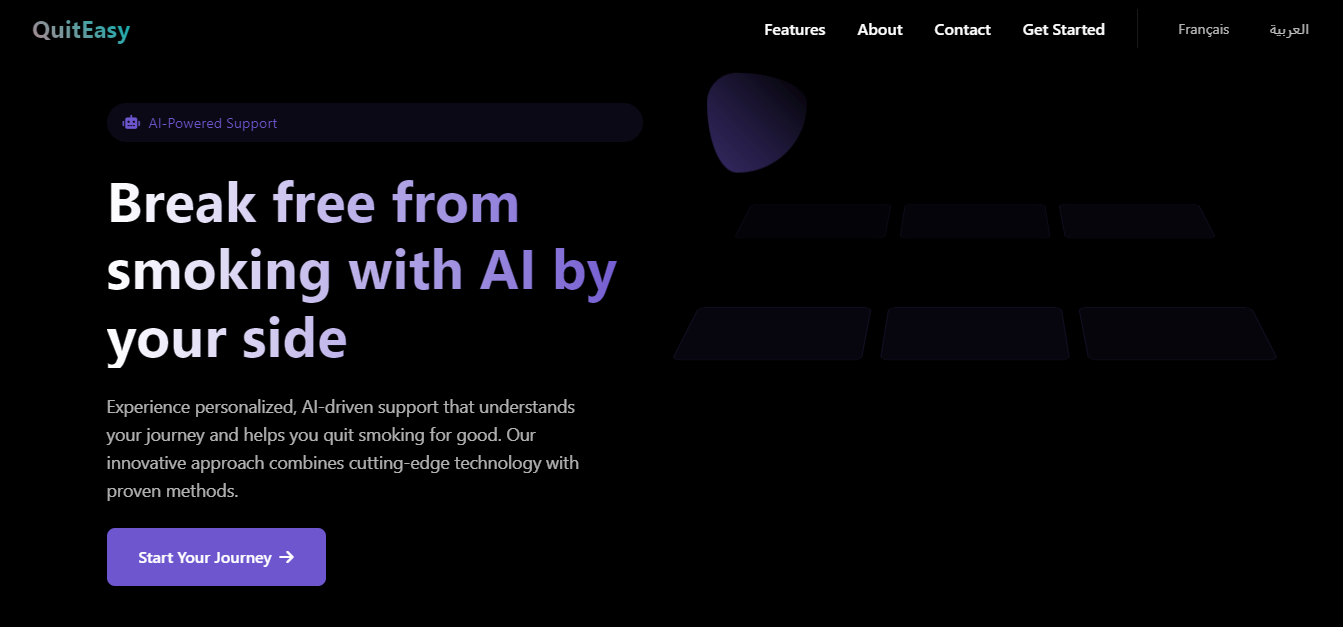 QuitEasy
Features
About
Contact
Get Started
Français
العربية
AI-Powered Support
Break free from
smoking with AI by
your side
Experience personalized, AI-driven support that understands
your journey and helps you quit smoking for good. Our
innovative approach combines cutting-edge technology with
proven methods.
Start Your Journey →